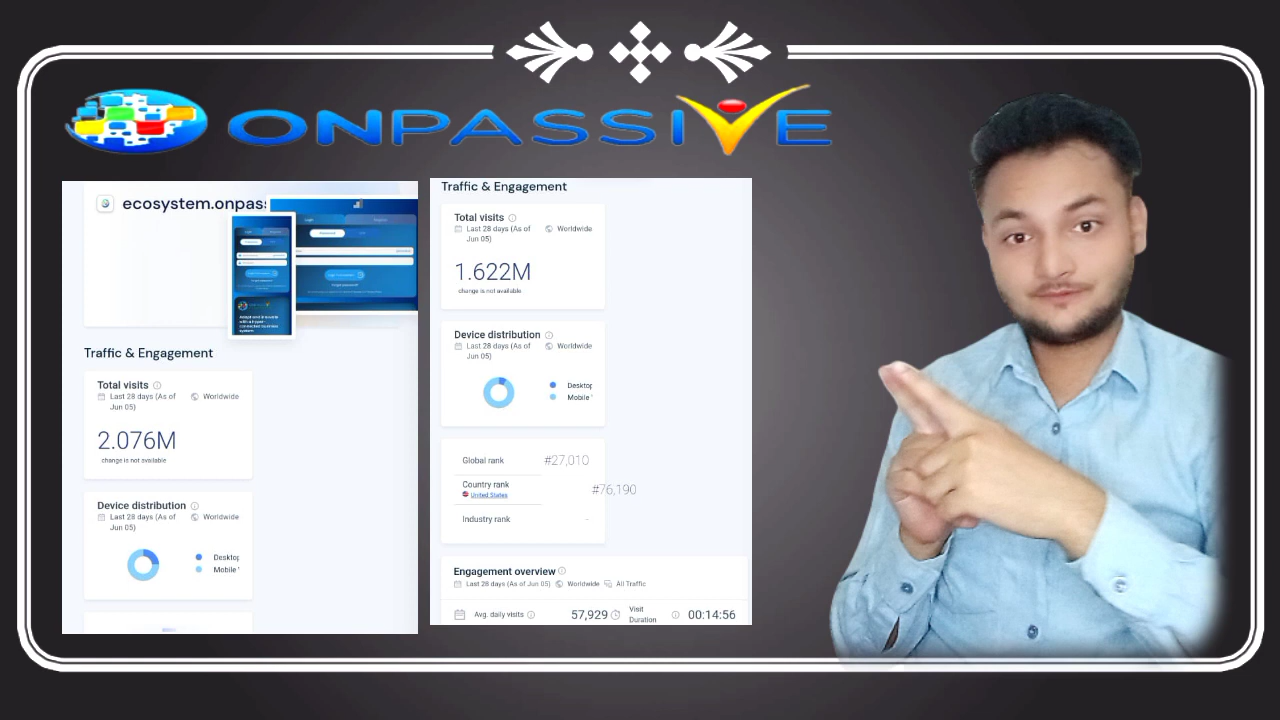 ONPASSIVE
ecosystem.onpas
Traffic & Engagement
Total visits
Last 28 days (As of Jun 05)
Worldwide
2.076M
change is not available
Device distribution
Last 28 days (As of Jun 05)
Worldwide
Desktop
Mobile
Traffic & Engagement
Total visits
Last 28 days (As of Jun 05)
Worldwide
1.622M
change is not available
Device distribution
Last 28 days (As of Jun 05)
Worldwide
Desktop
Mobile
Global rank #27,010
Country rank #76,190
United States
Industry rank -
Engagement overview
Last 28 days (As of Jun 05) Worldwide All Traffic
Avg. daily visits 57,929 Visit Duration 00:14:56